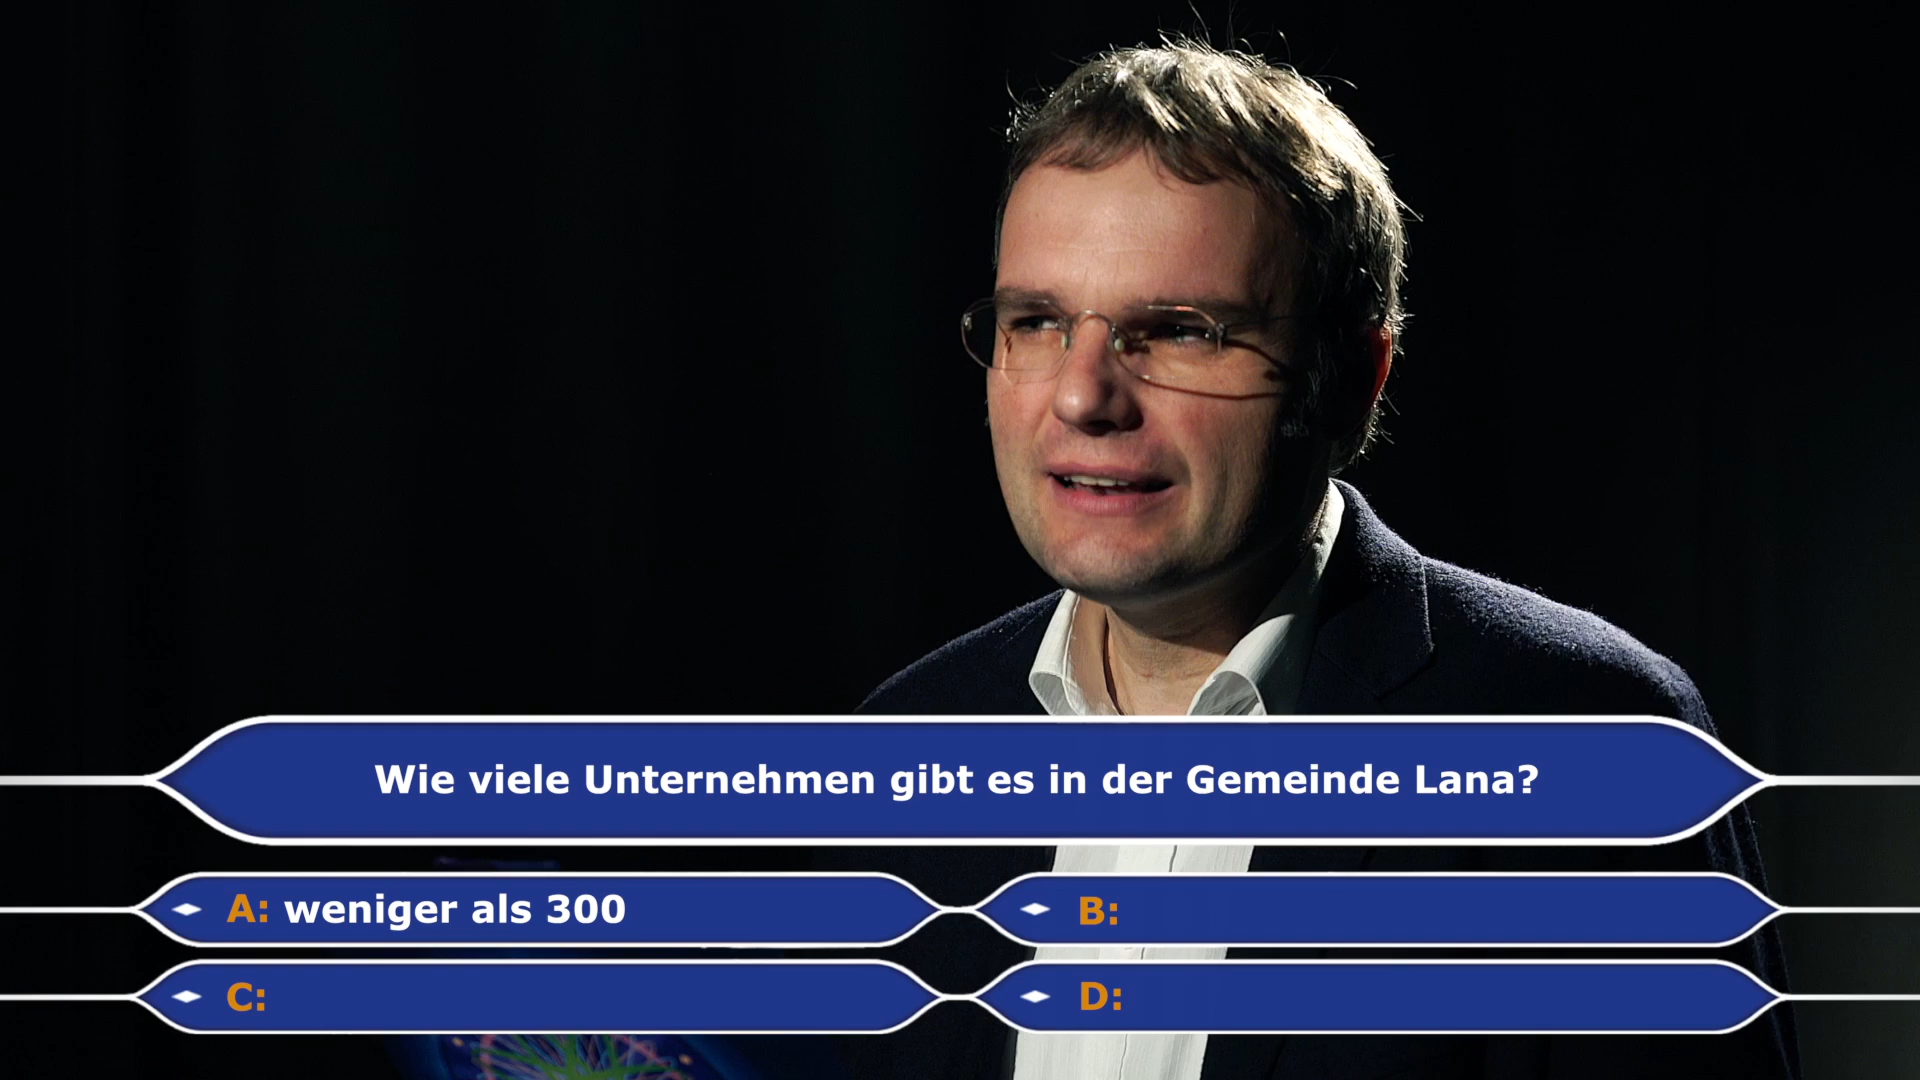 Wie viele Unternehmen gibt es in der Gemeinde Lana?
A: weniger als 300
B:
C:
D: